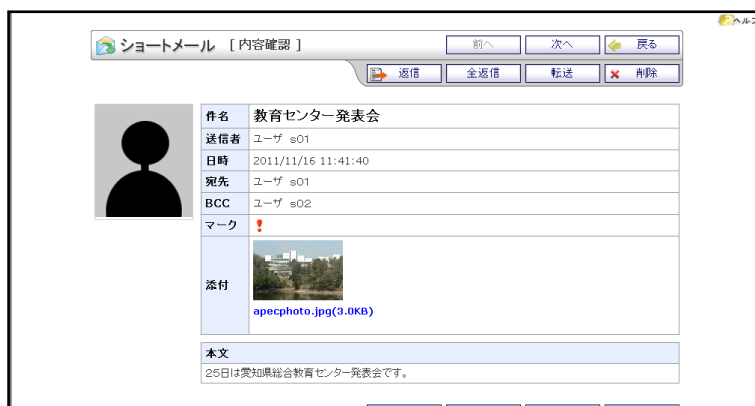 ヘルプ
ショートメール [ 内容確認 ]
前へ 次へ 戻る
返信 全返信 転送 削除
件名 教育センター発表会
送信者 ユーザ s01
日時 2011/11/16 11:41:40
宛先 ユーザ s01
BCC ユーザ s02
マーク
添付
apecphoto.jpg(3.0KB)
本文
25日は愛知県総合教育センター発表会です。